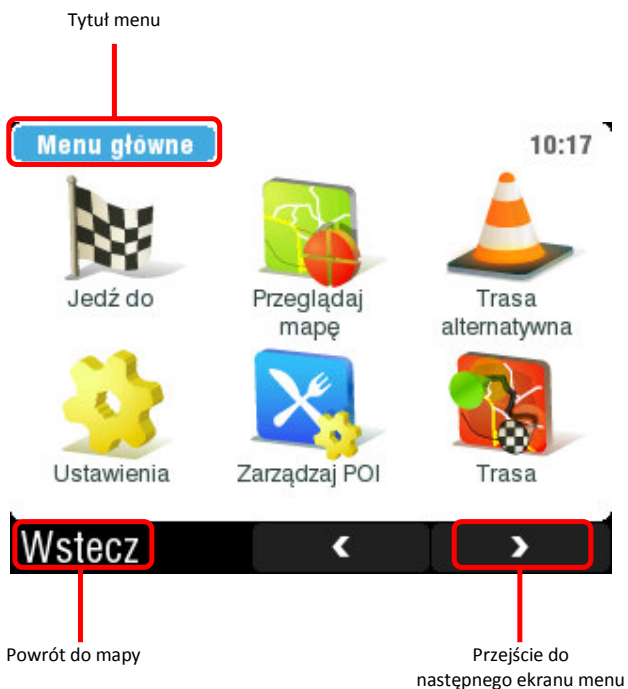 Tytuł menu
Menu główne
10:17
Jedź do
Przeglądaj
mapę
Trasa
alternatywna
Ustawienia
Zarządzaj POI
Trasa
Wstecz
Powrót do mapy
Przejście do
następnego ekranu menu